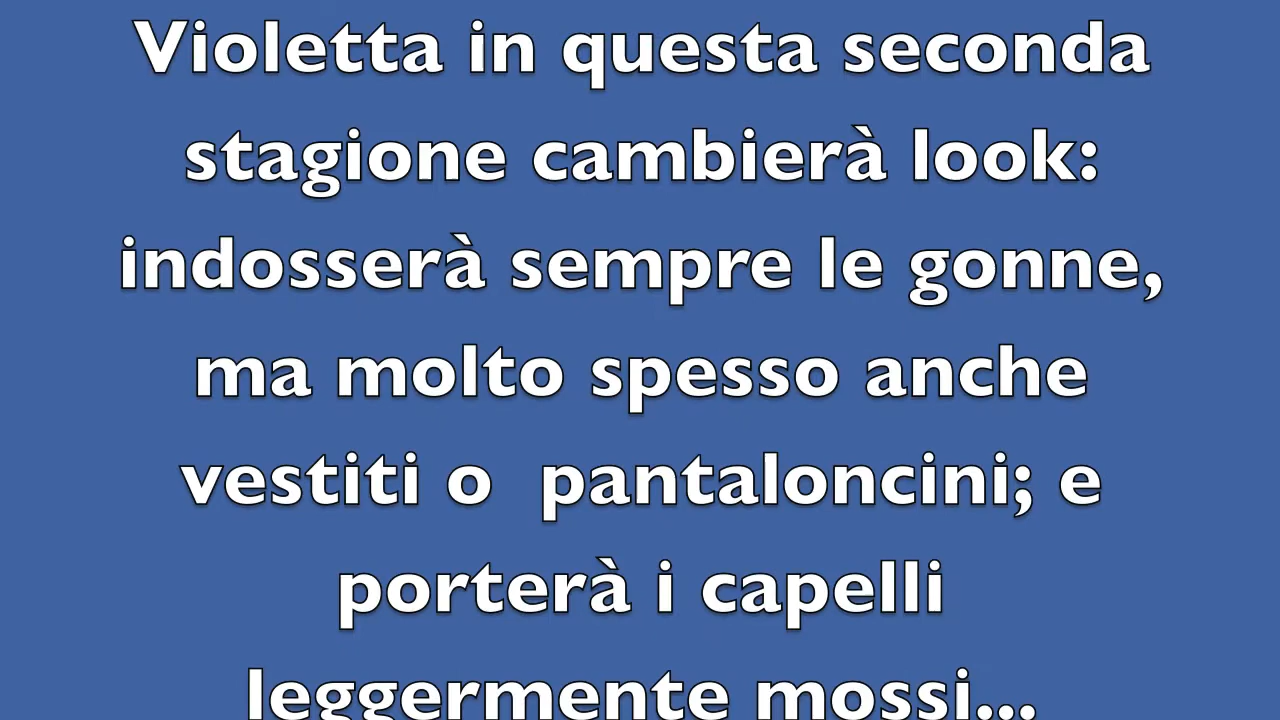 Violetta in questa seconda
stagione cambierà look:
indosserà sempre le gonne,
ma molto spesso anche
vestiti o  pantaloncini; e
porterà i capelli
leggermente mossi...